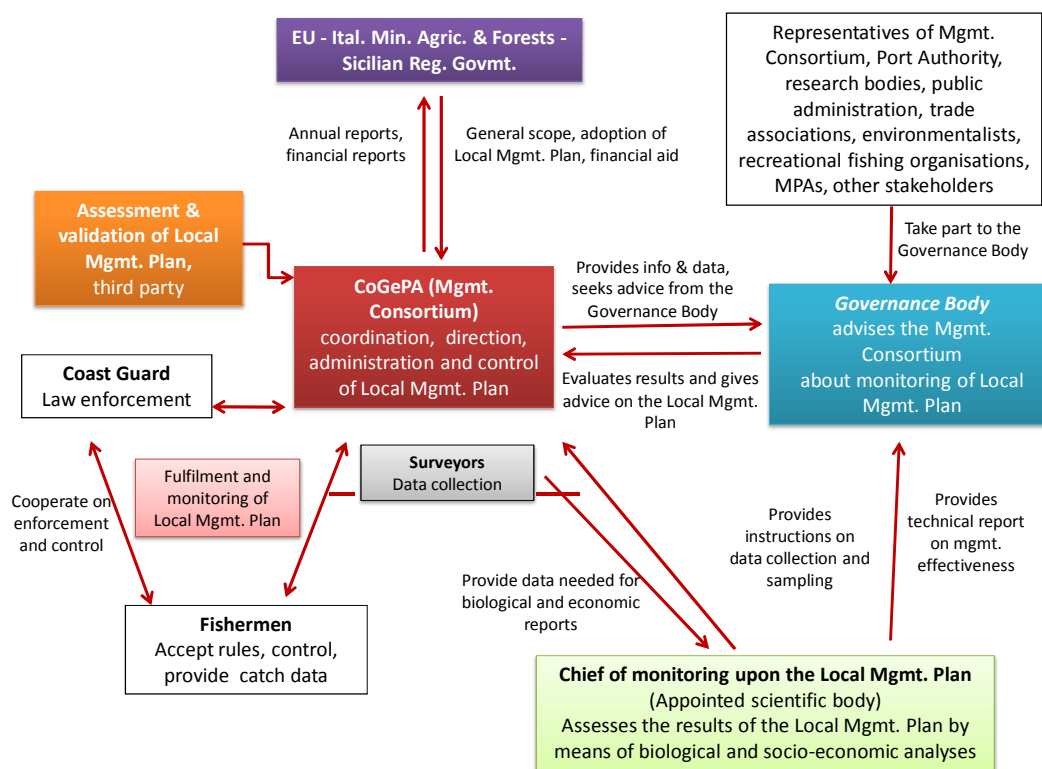 EU - Ital. Min. Agric. & Forests -
Sicilian Reg. Govmt.
Representatives of Mgmt.
Consortium, Port Authority,
research bodies, public
administration, trade
associations, environmentalists,
recreational fishing organisations,
MPAs, other stakeholders
Annual reports,
financial reports
General scope, adoption of
Local Mgmt. Plan, financial aid
Assessment &
validation of Local
Mgmt. Plan,
third party
Take part to the
Governance Body
CoGePA (Mgmt.
Consortium)
coordination, direction,
administration and control
of Local Mgmt. Plan
Provides info & data,
seeks advice from the
Governance Body
Governance Body
advises the Mgmt.
Consortium
about monitoring of Local
Mgmt. Plan
Evaluates results and gives
advice on the Local Mgmt.
Plan
Coast Guard
Law enforcement
Surveyors
Data collection
Fulfilment and
monitoring of
Local Mgmt. Plan
Cooperate on
enforcement
and control
Provides
instructions on
data collection and
sampling
Provides
technical report
on mgmt.
effectiveness
Provide data needed for
biological and economic
reports
Fishermen
Accept rules, control,
provide catch data
Chief of monitoring upon the Local Mgmt. Plan
(Appointed scientific body)
Assesses the results of the Local Mgmt. Plan by
means of biological and socio-economic analyses